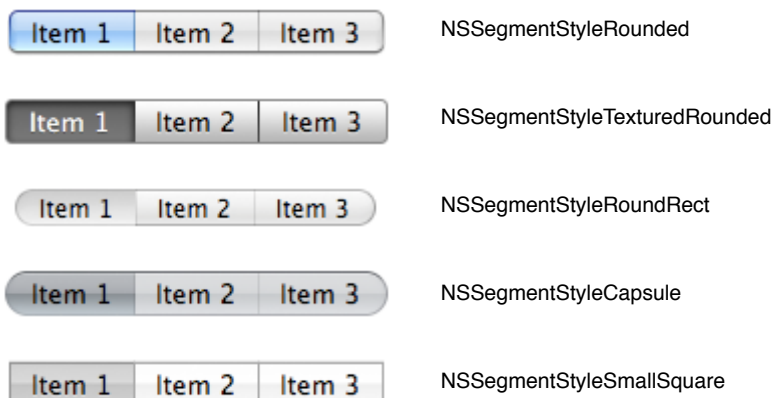 Item 1 Item 2 Item 3 NSSegmentStyleRounded
Item 1 Item 2 Item 3 NSSegmentStyleTexturedRounded
Item 1 Item 2 Item 3 NSSegmentStyleRoundRect
Item 1 Item 2 Item 3 NSSegmentStyleCapsule
Item 1 Item 2 Item 3 NSSegmentStyleSmallSquare